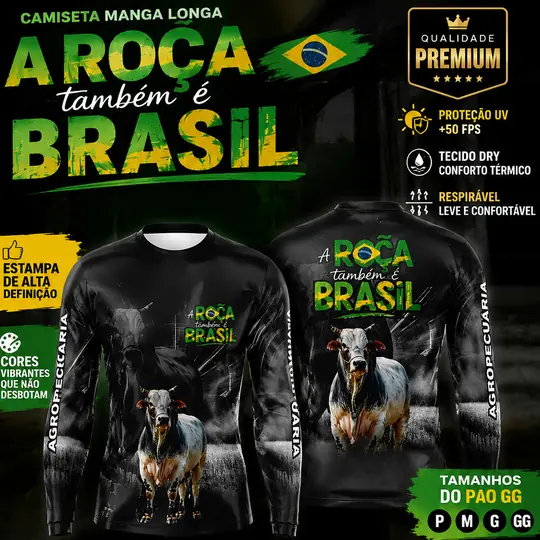 CAMISETA MANGA LONGA
A ROÇA
também é
BRASIL
QUALIDADE
PREMIUM
PROTEÇÃO UV
+50 FPS
TECIDO DRY
CONFORTO TÉRMICO
RESPIRÁVEL
LEVE E CONFORTÁVEL
ESTAMPA
DE ALTA
DEFINIÇÃO
CORES
VIBRANTES
QUE NÃO
DESBOTAM
AGROPECUÁRIA
A ROÇA
também é
BRASIL
A ROÇA
também é
BRASIL
AGROPECUÁRIA
TAMANHOS
DO PAO GG
P M G GG